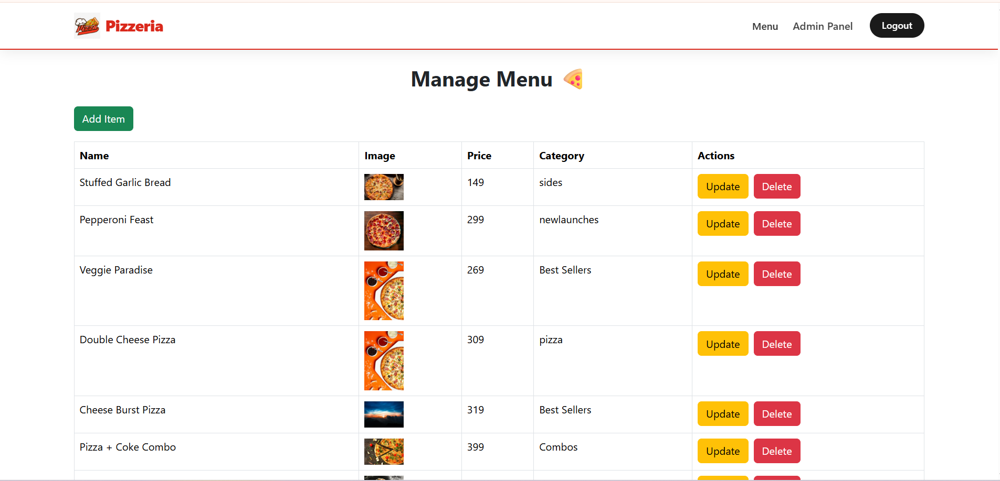 Pizza Pizzeria Menu Admin Panel Logout
Manage Menu 🍕
Add Item
Name Image Price Category Actions
Stuffed Garlic Bread 149 sides Update Delete
Pepperoni Feast 299 newlaunches Update Delete
Veggie Paradise 269 Best Sellers Update Delete
Double Cheese Pizza 309 pizza Update Delete
Cheese Burst Pizza 319 Best Sellers Update Delete
Pizza + Coke Combo 399 Combos Update Delete